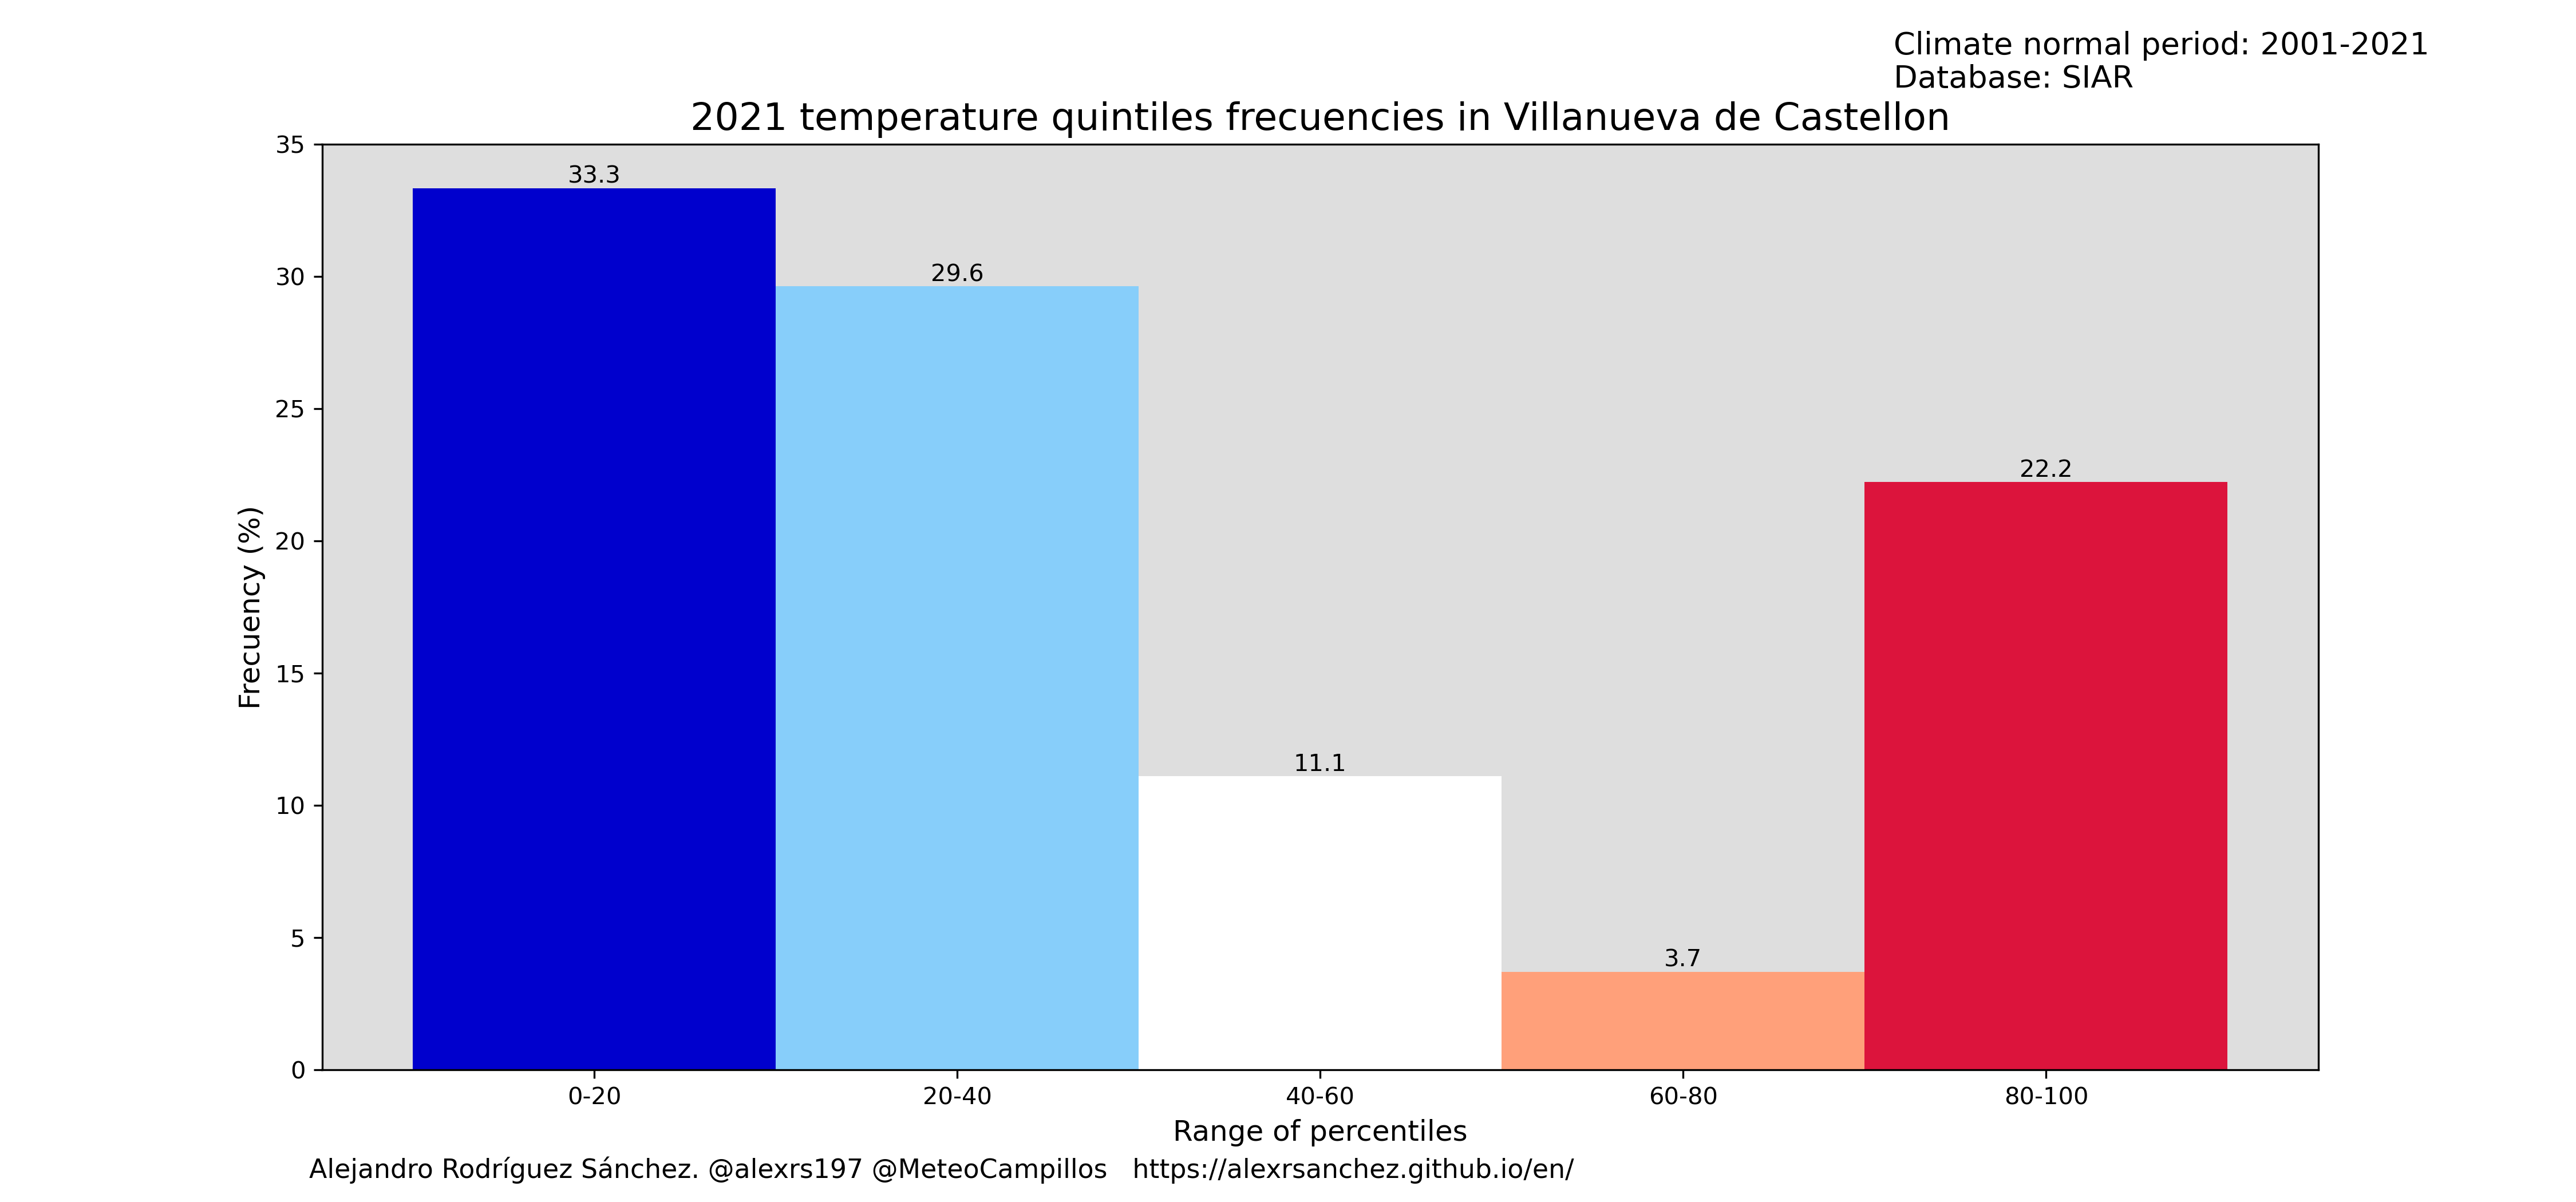 Climate normal period: 2001-2021
Database: SIAR
2021 temperature quintiles frecuencies in Villanueva de Castellon
35
30
25
20
15
10
5
0
Frecuency (%)
33.3
29.6
11.1
3.7
22.2
0-20 20-40 40-60 60-80 80-100
Range of percentiles
Alejandro Rodríguez Sánchez. @alexrs197 @MeteoCampillos https://alexrsanchez.github.io/en/